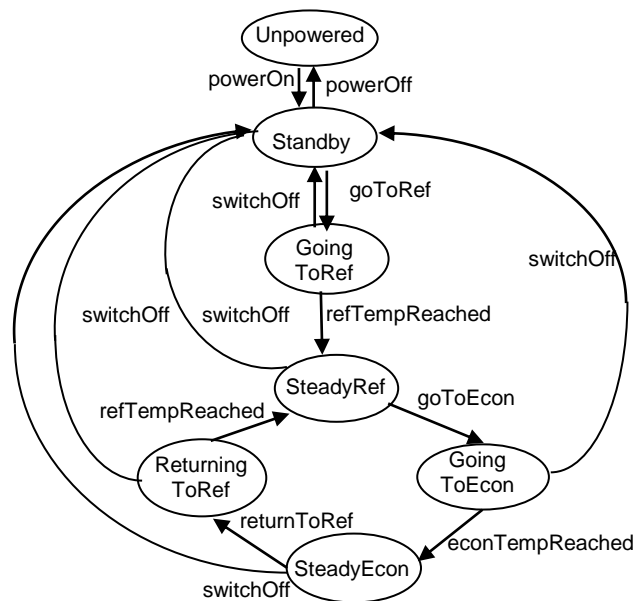 Unpowered
powerOn
powerOff
Standby
switchOff
goToRef
Going
ToRef
switchOff
refTempReached
switchOff
switchOff
SteadyRef
refTempReached
goToEcon
Returning
ToRef
Going
ToEcon
returnToRef
econTempReached
SteadyEcon
switchOff